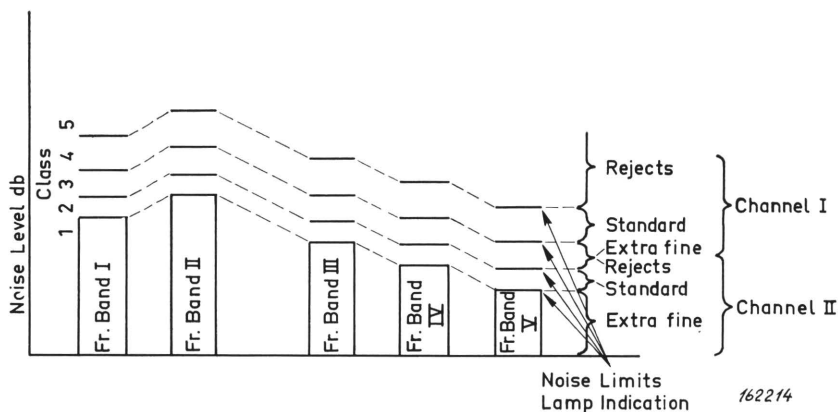 Noise Level db
Class
1 2 3 4 5
Fr. Band I
Fr. Band II
Fr. Band III
Fr. Band
IV
Fr. Band
V
Rejects
Standard
Extra fine
Rejects
Standard
Extra fine
Channel I
Channel II
Noise Limits
Lamp Indication
162214